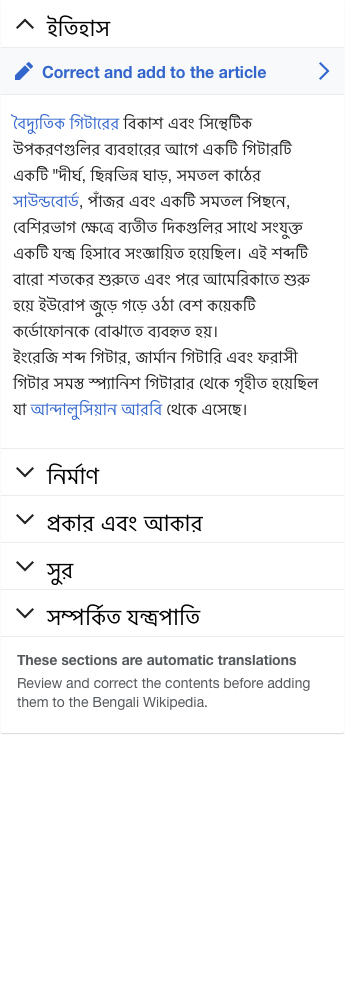 ইতিহাস
Correct and add to the article
বৈদ্যুতিক গিটারের বিকাশ এবং সিন্থেটিক
উপকরণগুলির ব্যবহারের আগে একটি গিটারটি
একটি "দীর্ঘ, ছিন্নভিন্ন ঘাড়, সমতল কাঠের
সাউন্ডবোর্ড, পাঁজর এবং একটি সমতল পিছনে,
বেশিরভাগ ক্ষেত্রে ব্যতীত দিকগুলির সাথে সংযুক্ত
একটি যন্ত্র হিসাবে সংজ্ঞায়িত হয়েছিল। এই শব্দটি
বারো শতকের শুরুতে এবং পরে আমেরিকাতে শুরু
হয়ে ইউরোপ জুড়ে গড়ে ওঠা বেশ কয়েকটি
কর্ডোফোনকে বোঝাতে ব্যবহৃত হয়।
ইংরেজি শব্দ গিটার, জার্মান গিটারি এবং ফরাসী
গিটার সমস্ত স্প্যানিশ গিটারার থেকে গৃহীত হয়েছিল
যা আন্দালুসিয়ান আরবি থেকে এসেছে।
নির্মাণ
প্রকার এবং আকার
সুর
সম্পর্কিত যন্ত্রপাতি
These sections are automatic translations
Review and correct the contents before adding
them to the Bengali Wikipedia.